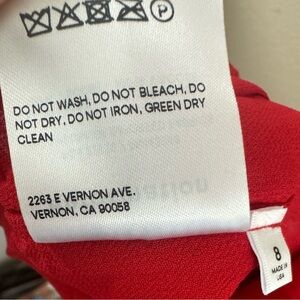 P
DO NOT WASH, DO NOT BLEACH, DO
NOT DRY, DO NOT IRON, GREEN DRY
CLEAN
2263 E VERNON AVE.
VERNON, CA 90058
8
MADE IN
USA